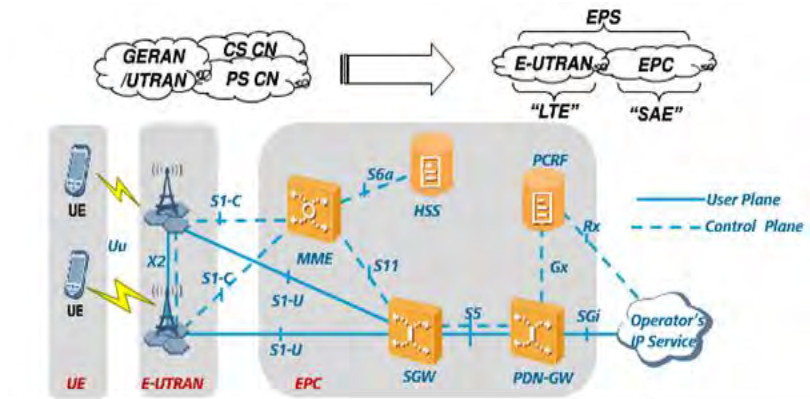 EPS
GERAN
/UTRAN
CS CN
PS CN
E-UTRAN
EPC
"LTE"
"SAE"
UE
UE
Uu
X2
S1-C
S1-C
S1-U
S1-U
MME
S6a
HSS
S11
SGW
S5
PCRF
Gx
Rx
PDN-GW
SGi
Operator's
IP Service
User Plane
Control Plane
UE
E-UTRAN
EPC